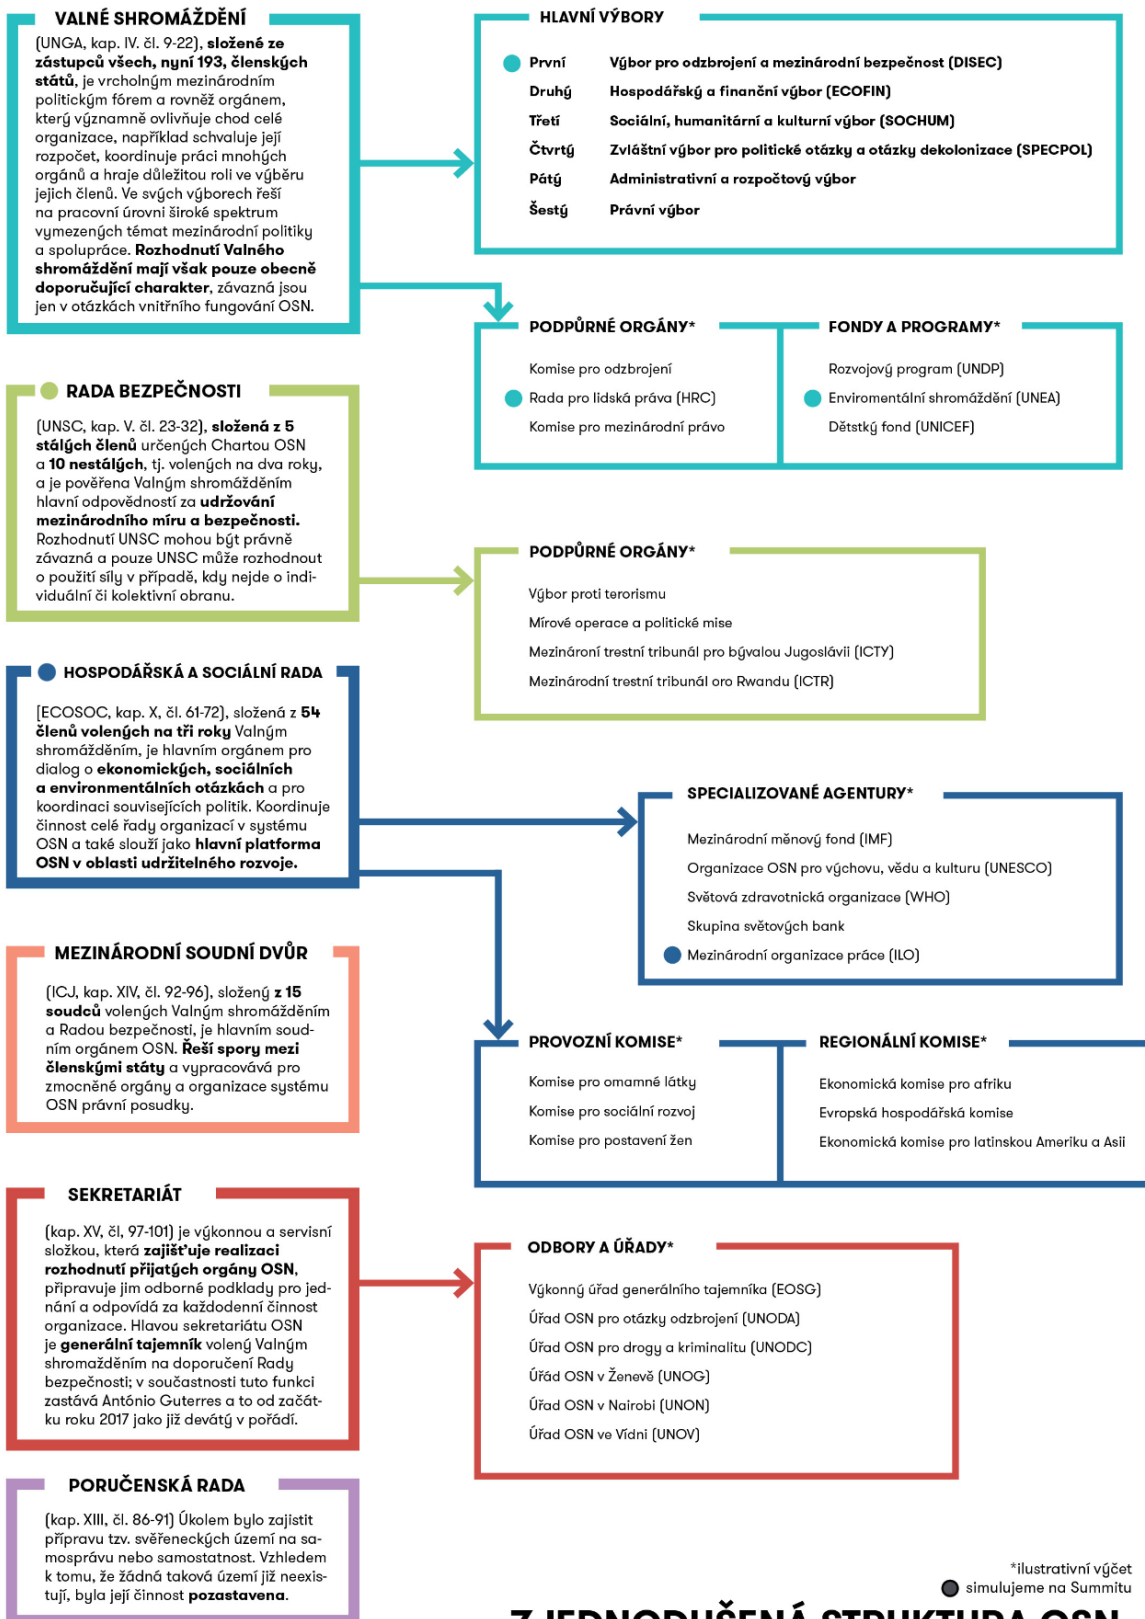 VALNÉ SHROMÁŽDĚNÍ
(UNGA, kap. IV. čl. 9-22), složené ze
zástupců všech, nyní 193, členských
států, je vrcholným mezinárodním
politickým fórem a rovněž orgánem,
který významně ovlivňuje chod celé
organizace, například schvaluje její
rozpočet, koordinuje práci mnohých
orgánů a hraje důležitou roli ve výběru
jejich členů. Ve svých výborech řeší
na pracovní úrovni široké spektrum
vymezených témat mezinárodní politiky
a spolupráce. Rozhodnutí Valného
shromáždění mají však pouze obecně
doporučující charakter, závazná jsou
jen v otázkách vnitřního fungování OSN.
HLAVNÍ VÝBORY
První Výbor pro odzbrojení a mezinárodní bezpečnost (DISEC)
Druhý Hospodářský a finanční výbor (ECOFIN)
Třetí Sociální, humanitární a kulturní výbor (SOCHUM)
Čtvrtý Zvláštní výbor pro politické otázky a otázky dekolonizace (SPECPOL)
Pátý Administrativní a rozpočtový výbor
Šestý Právní výbor
PODPŮRNÉ ORGÁNY*
Komise pro odzbrojení
Rada pro lidská práva (HRC)
Komise pro mezinárodní právo
FONDY A PROGRAMY*
Rozvojový program (UNDP)
Enviromentální shromáždění (UNEA)
Dětstký fond (UNICEF)
RADA BEZPEČNOSTI
(UNSC, kap. V. čl. 23-32), složená z 5
stálých členů určených Chartou OSN
a 10 nestálých, tj. volených na dva roky,
a je pověřena Valným shromážděním
hlavní odpovědností za udržování
mezinárodního míru a bezpečnosti.
Rozhodnutí UNSC mohou být právně
závazná a pouze UNSC může rozhodnout
o použití síly v případě, kdy nejde o indi-
viduální či kolektivní obranu.
PODPŮRNÉ ORGÁNY*
Výbor proti terorismu
Mírové operace a politické mise
Mezinároní trestní tribunál pro bývalou Jugoslávii (ICTY)
Mezinárodní trestní tribunál oro Rwandu (ICTR)
HOSPODÁŘSKÁ A SOCIÁLNÍ RADA
[ECOSOC, kap. X, čl. 61-72), složená z 54
členů volených na tři roky Valným
shromážděním, je hlavním orgánem pro
dialog o ekonomických, sociálních
a environmentálních otázkách a pro
koordinaci souvisejících politik. Koordinuje
činnost celé řady organizací v systému
OSN a také slouží jako hlavní platforma
OSN v oblasti udržitelného rozvoje.
SPECIALIZOVANÉ AGENTURY*
Mezinárodní měnový fond (IMF)
Organizace OSN pro výchovu, vědu a kulturu (UNESCO)
Světová zdravotnická organizace (WHO)
Skupina světových bank
Mezinárodní organizace práce (ILO)
MEZINÁRODNÍ SOUDNÍ DVŮR
(ICJ, kap. XIV, čl. 92-96), složený z 15
soudců volených Valným shromážděním
a Radou bezpečnosti, je hlavním soud-
ním orgánem OSN. Řeší spory mezi
členskými státy a vypracovává pro
zmocněné orgány a organizace systému
OSN právní posudky.
PROVOZNÍ KOMISE*
Komise pro omamné látky
Komise pro sociální rozvoj
Komise pro postavení žen
REGIONÁLNÍ KOMISE*
Ekonomická komise pro afriku
Evropská hospodářská komise
Ekonomická komise pro latinskou Ameriku a Asii
SEKRETARIÁT
(kap. XV, čl, 97-101) je výkonnou a servisní
složkou, která zajišťuje realizaci
rozhodnutí přijatých orgány OSN,
připravuje jim odborné podklady pro jed-
nání a odpovídá za každodenní činnost
organizace. Hlavou sekretariátu OSN
je generální tajemník volený Valným
shromažděním na doporučení Rady
bezpečnosti; v součastnosti tuto funkci
zastává António Guterres a to od začát-
ku roku 2017 jako již devátý v pořádí.
ODBORY A ÚŘADY*
Výkonný úřad generálního tajemníka (EOSG)
Úřad OSN pro otázky odzbrojení (UNODA)
Úřad OSN pro drogy a kriminalitu (UNODC)
Úřád OSN v Ženevě (UNOG)
Úřad OSN v Nairobi (UNON)
Úřad OSN ve Vídni (UNOV)
PORUČENSKÁ RADA
(kap. XIII, čl. 86-91) Úkolem bylo zajistit
přípravu tzv. svěřeneckých území na sa-
mosprávu nebo samostatnost. Vzhledem
k tomu, že žádná taková území již neexis-
tují, byla její činnost pozastavena.
*ilustrativní výčet
simulujeme na Summitu
ZJEDNODUŠENÁ STRUKTURA OSN